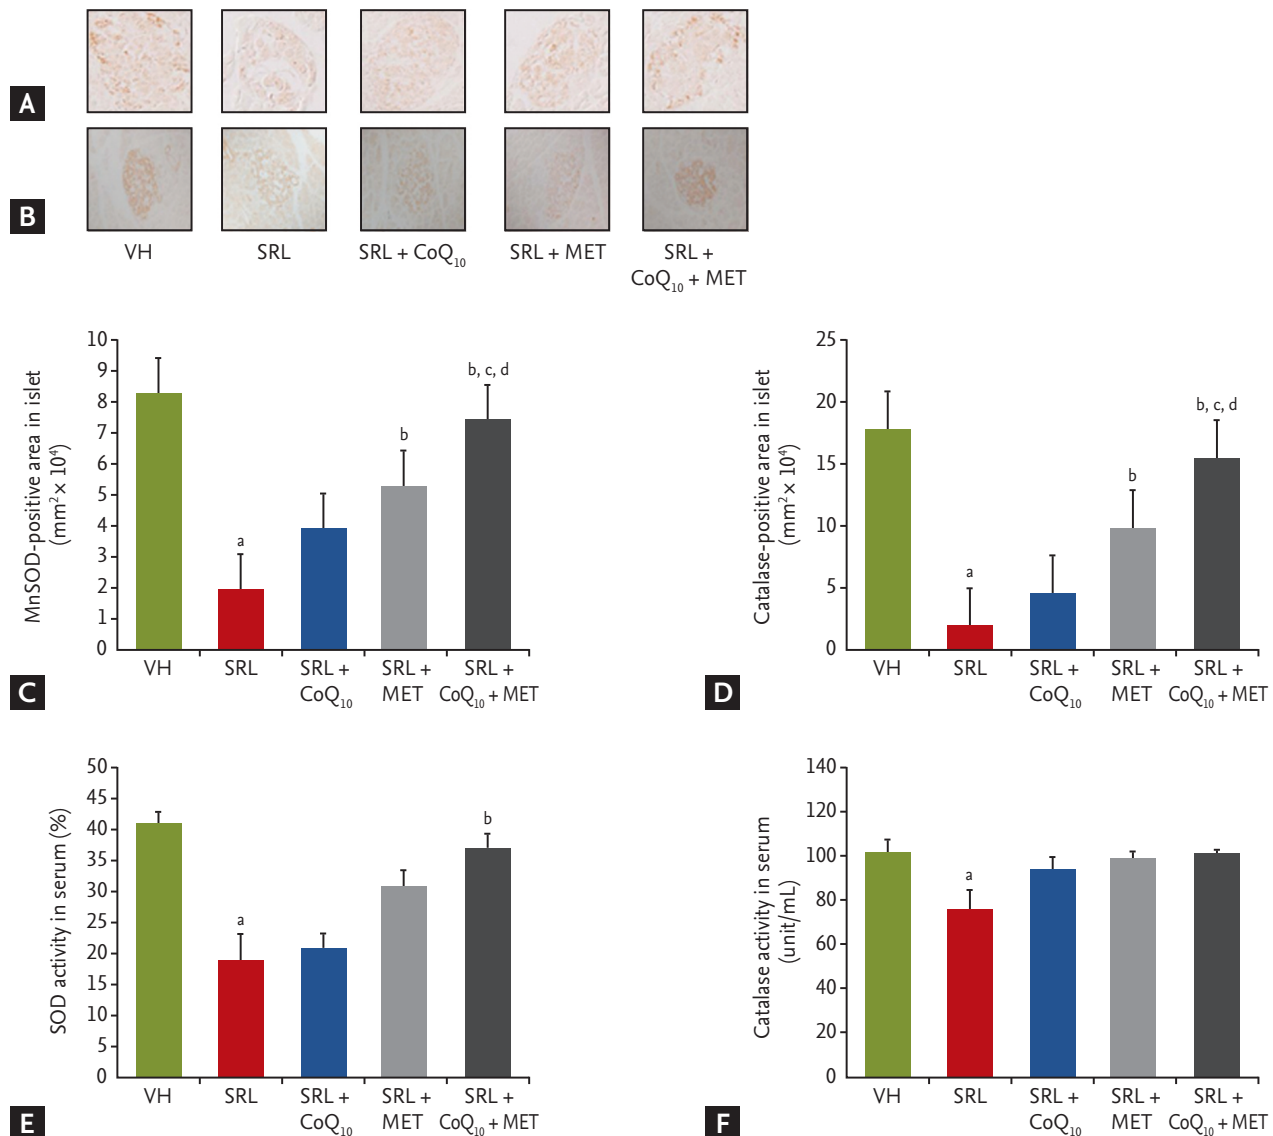 A
B
VH
SRL
SRL + CoQ10
SRL + MET
SRL +
CoQ10 + MET
MnSOD-positive area in islet
(mm² × 10⁴)
10
9
8
7
6
5
4
3
2
1
0
a
b
b, c, d
VH
SRL
SRL +
CoQ10
SRL +
MET
SRL +
CoQ10 + MET
C
Catalase-positive area in islet
(mm² × 10⁴)
25
20
15
10
5
0
a
b
b, c, d
VH
SRL
SRL +
CoQ10
SRL +
MET
SRL +
CoQ10 + MET
D
SOD activity in serum (%)
50
45
40
35
30
25
20
15
10
5
0
a
b
VH
SRL
SRL +
CoQ10
SRL +
MET
SRL +
CoQ10 + MET
E
Catalase activity in serum
(unit/mL)
140
120
100
80
60
40
20
0
a
VH
SRL
SRL +
CoQ10
SRL +
MET
SRL +
CoQ10 + MET
F